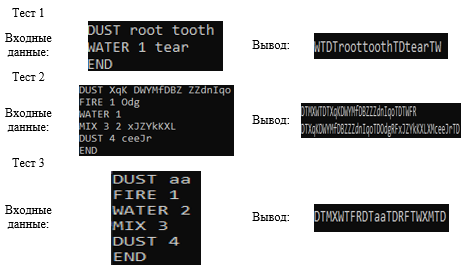 Тест 1
Входные
данные:
DUST root tooth
WATER 1 tear
END
Вывод:
WTDTroottoothTDtearTW
Тест 2
Входные
данные:
DUST XqK DWYMfDBZ ZZdnIqo
FIRE 1 Odg
WATER 1
MIX 3 2 xJZYkKXL
DUST 4 ceeJr
END
Вывод:
DTMXWTDTXqKDWYMfDBZZZdnIqoTDTWFR
DTXqKDWYMfDBZZZdnIqoTDOdgRFxJZYkKXLXMceeJrTD
Тест 3
Входные
данные:
DUST aa
FIRE 1
WATER 2
MIX 3
DUST 4
END
Вывод:
DTMXWTFRDTaaTDRFTWXMTD